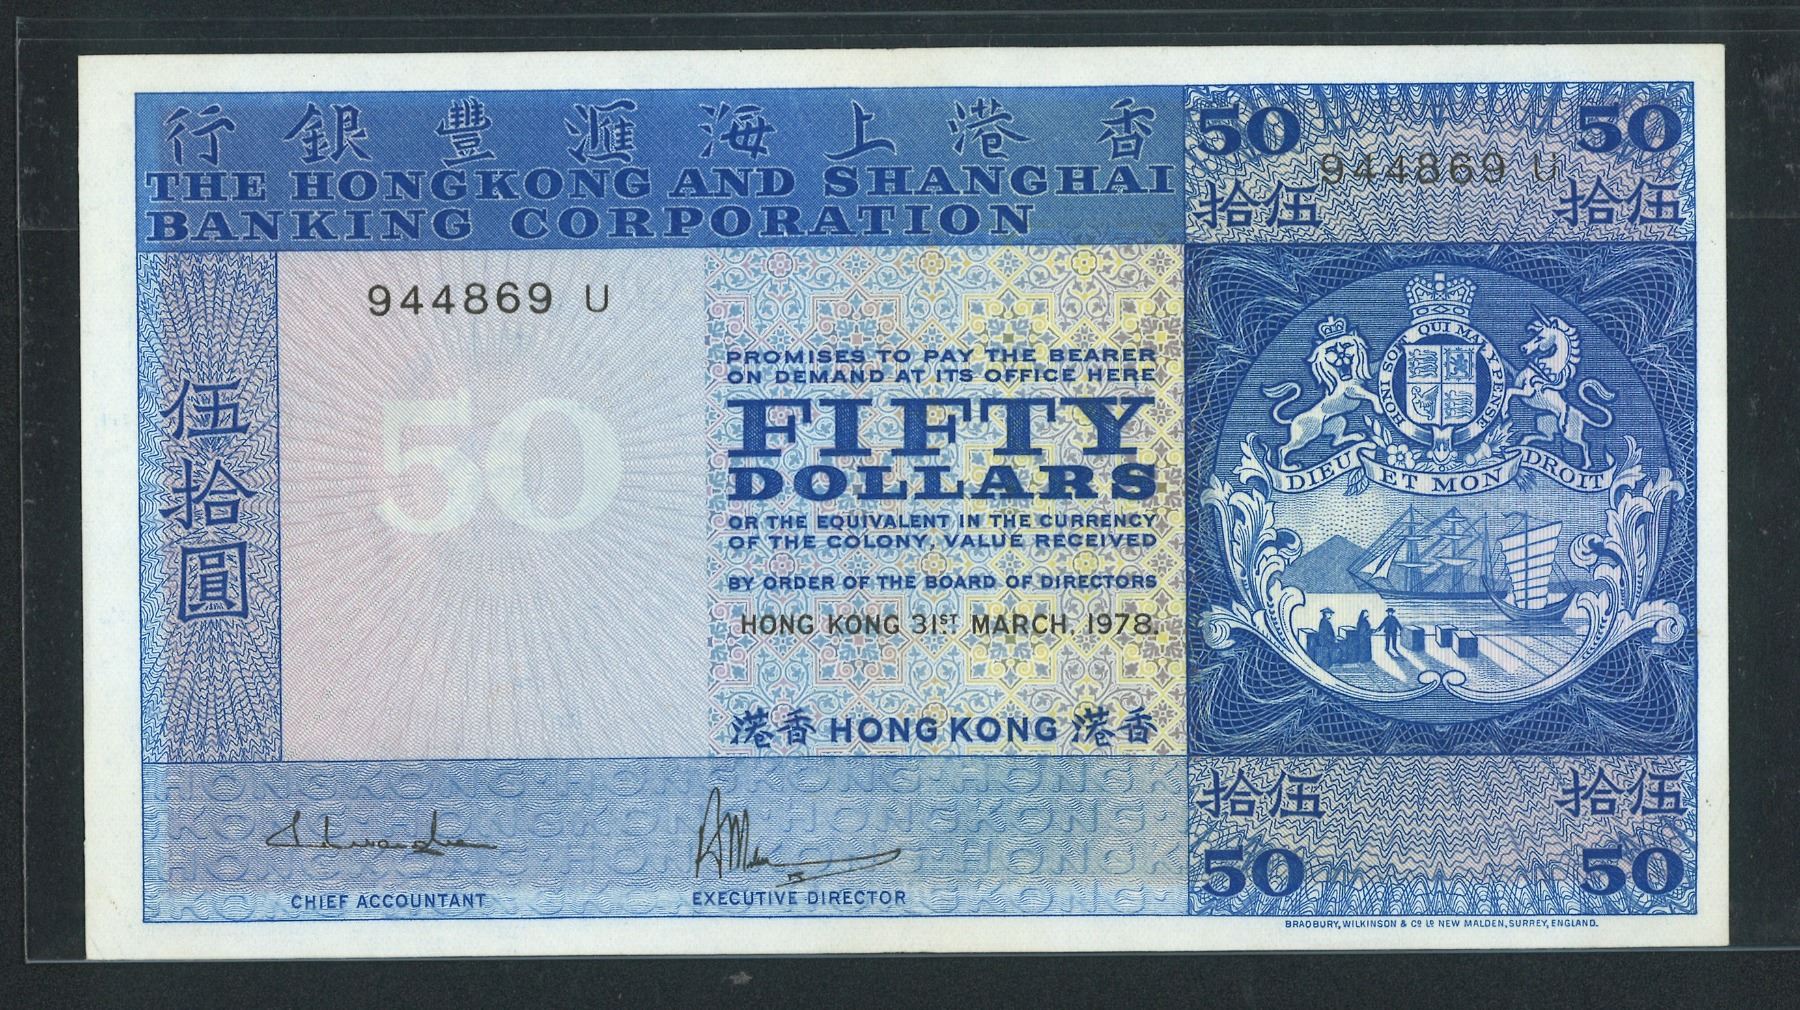 行銀豐滙海上港香
THE HONGKONG AND SHANGHAI
BANKING CORPORATION
50 50
944869 U
拾伍 拾伍
944869 U
伍拾圓
50
PROMISES TO PAY THE BEARER
ON DEMAND AT ITS OFFICE HERE
FIFTY
DOLLARS
OR THE EQUIVALENT IN THE CURRENCY
OF THE COLONY, VALUE RECEIVED
BY ORDER OF THE BOARD OF DIRECTORS
HONG KONG 31ST MARCH, 1978.
港香 HONG KONG 港香
HONI SOIT QUI MAL Y PENSE
DIEU ET MON DROIT
拾伍 拾伍
50 50
CHIEF ACCOUNTANT
EXECUTIVE DIRECTOR
BRADBURY, WILKINSON & CO LD NEW MALDEN, SURREY, ENGLAND.